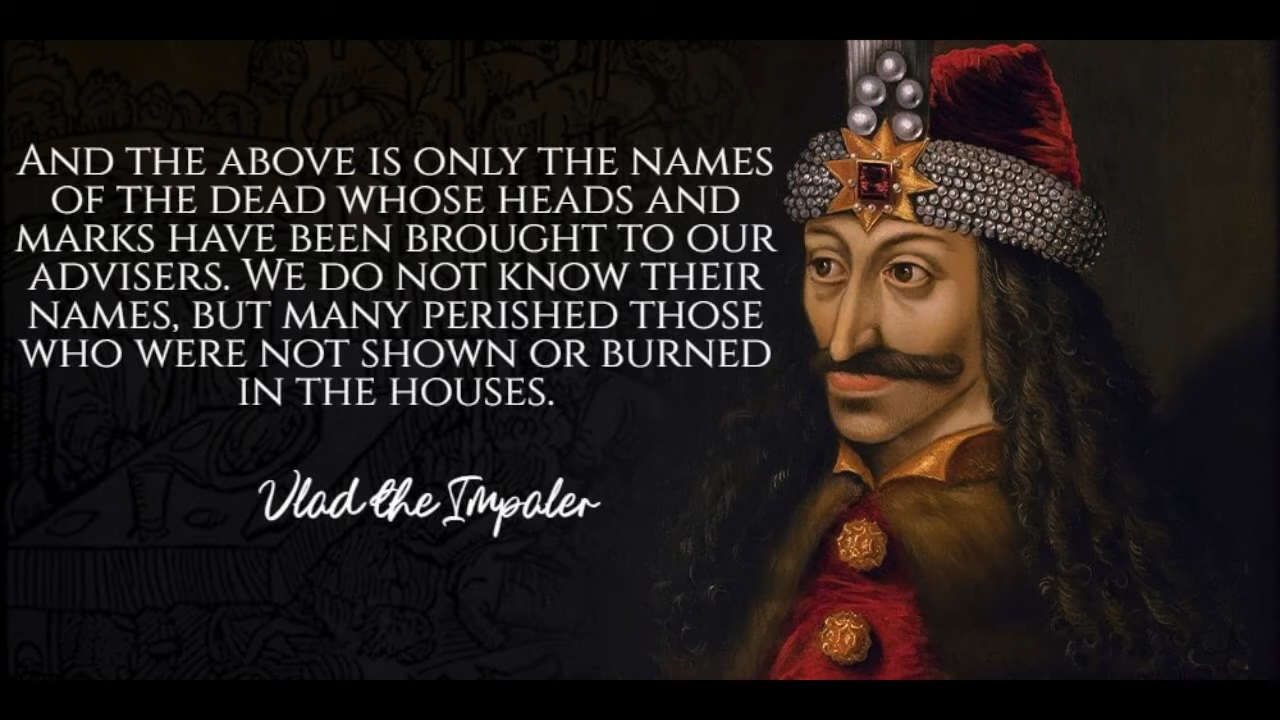 And the above is only the names
of the dead whose heads and
marks have been brought to our
advisers. We do not know their
names, but many perished those
who were not shown or burned
in the houses.
Vlad the Impaler